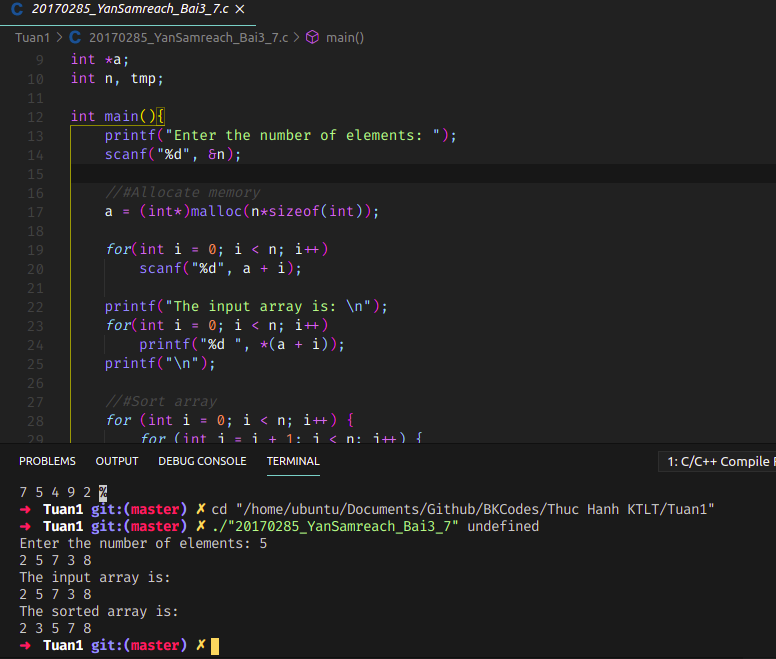 C 20170285_YanSamreach_Bai3_7.c ×
Tuan1 > C 20170285_YanSamreach_Bai3_7.c > main()
9 int *a;
10 int n, tmp;
11
12 int main(){
13 printf("Enter the number of elements: ");
14 scanf("%d", &n);
15
16 //#Allocate memory
17 a = (int*)malloc(n*sizeof(int));
18
19 for(int i = 0; i < n; i++)
20 scanf("%d", a + i);
21
22 printf("The input array is: \n");
23 for(int i = 0; i < n; i++)
24 printf("%d ", *(a + i));
25 printf("\n");
26
27 //#Sort array
28 for (int i = 0; i < n; i++) {
29 for (int j = i + 1; j < n; j++) {
PROBLEMS OUTPUT DEBUG CONSOLE TERMINAL 1: C/C++ Compile
7 5 4 9 2 %
➜ Tuan1 git:(master) ✗ cd "/home/ubuntu/Documents/Github/BKCodes/Thuc Hanh KTLT/Tuan1"
➜ Tuan1 git:(master) ✗ ./"20170285_YanSamreach_Bai3_7" undefined
Enter the number of elements: 5
2 5 7 3 8
The input array is:
2 5 7 3 8
The sorted array is:
2 3 5 7 8
➜ Tuan1 git:(master) ✗